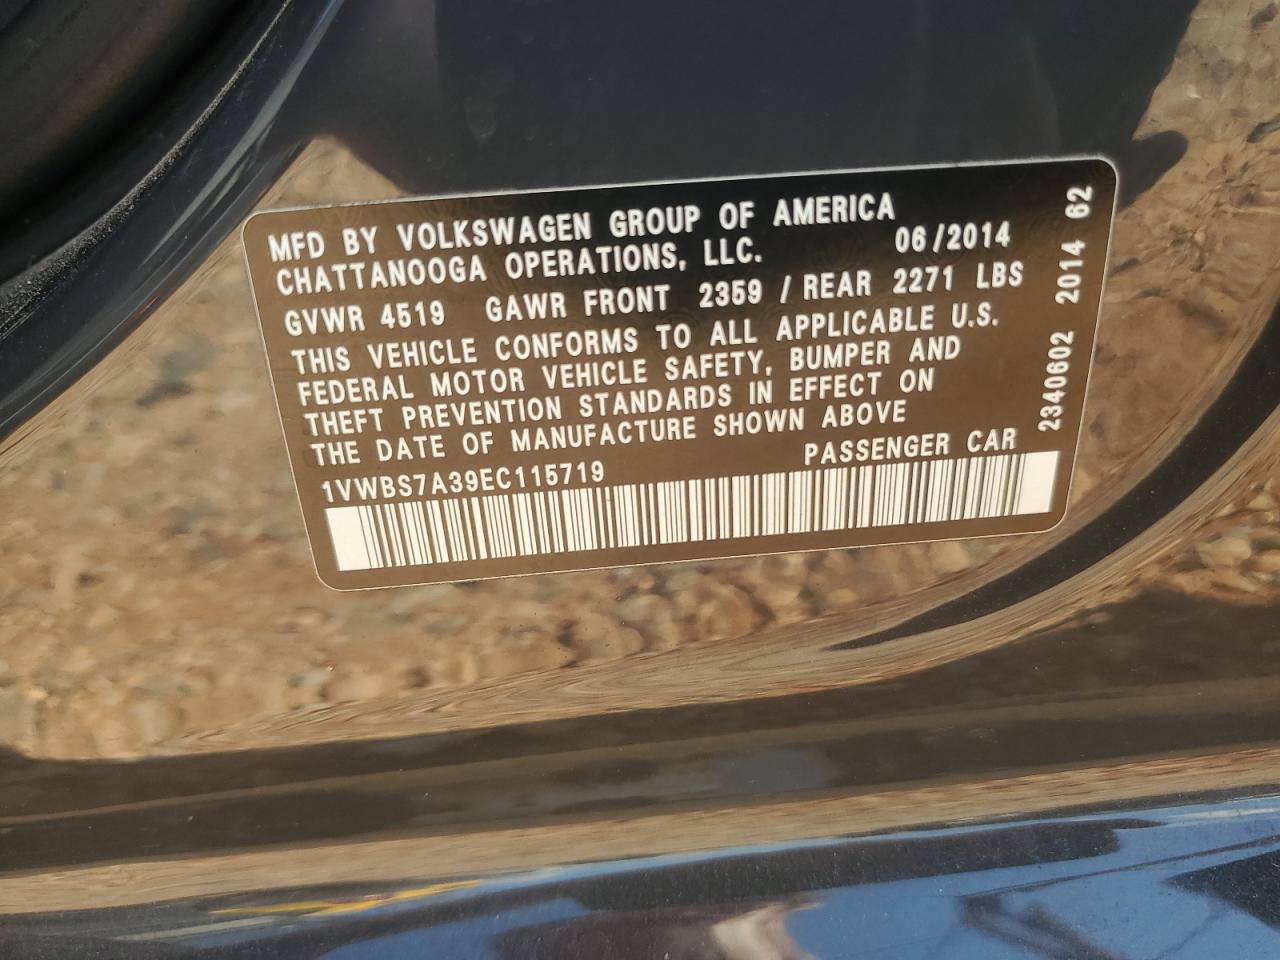 MFD BY VOLKSWAGEN GROUP OF AMERICA
CHATTANOOGA OPERATIONS, LLC. 06/2014
GVWR 4519 GAWR FRONT 2359 / REAR 2271 LBS
THIS VEHICLE CONFORMS TO ALL APPLICABLE U.S.
FEDERAL MOTOR VEHICLE SAFETY, BUMPER AND
THEFT PREVENTION STANDARDS IN EFFECT ON
THE DATE OF MANUFACTURE SHOWN ABOVE
1VWBS7A39EC115719 PASSENGER CAR
2340602 2014 62